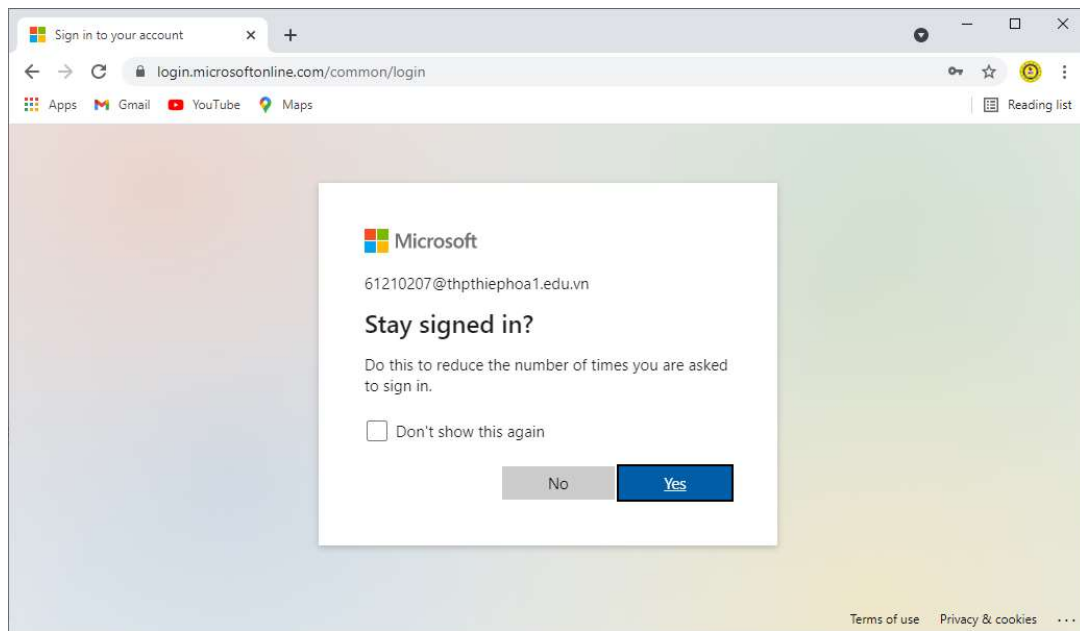 Sign in to your account
login.microsoftonline.com/common/login
Apps Gmail YouTube Maps Reading list
Microsoft
61210207@thpthiephoa1.edu.vn
Stay signed in?
Do this to reduce the number of times you are asked
to sign in.
Don't show this again
No Yes
Terms of use Privacy & cookies ...